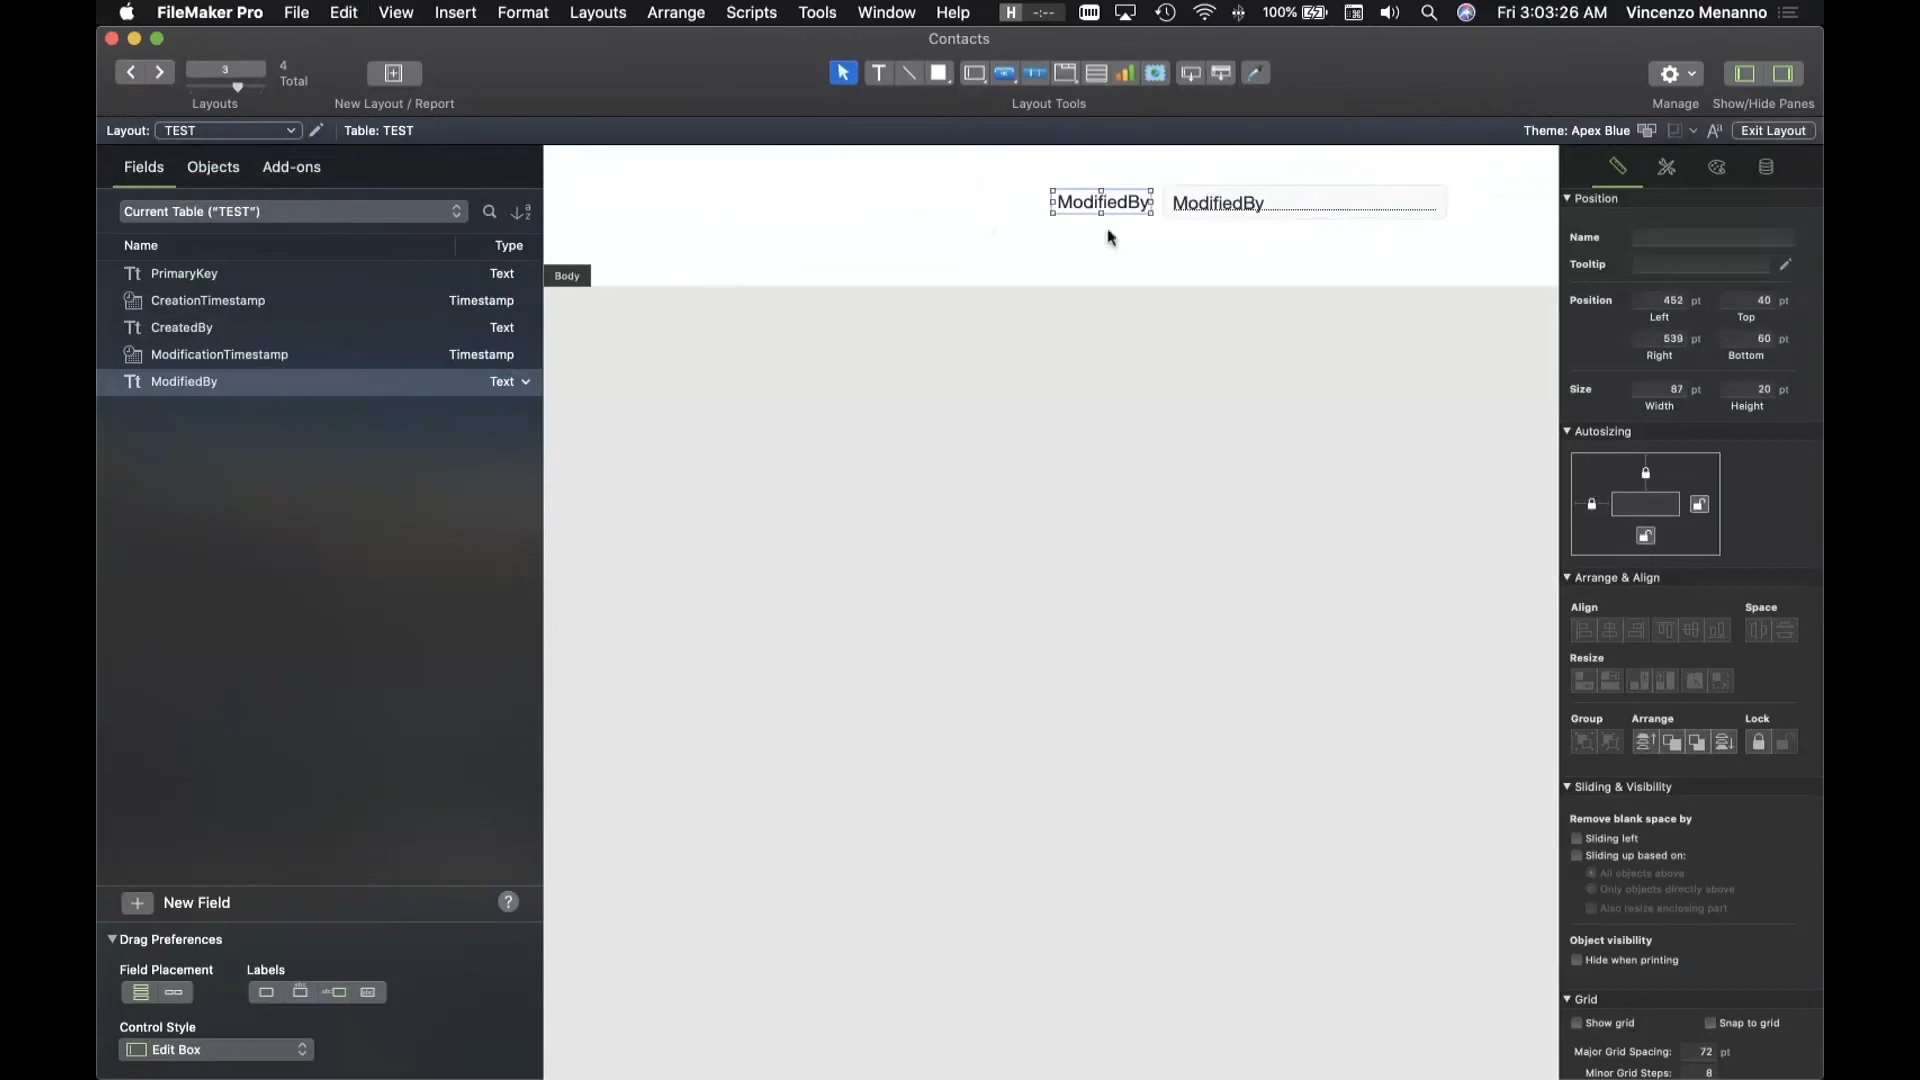 FileMaker Pro File Edit View Insert Format Layouts Arrange Scripts Tools Window Help H -:-- 100% Fri 3:03:26 AM Vincenzo Menanno
Contacts
3
4
Total
Layouts
New Layout / Report
Layout Tools
Manage
Show/Hide Panes
Layout: TEST
Table: TEST
Theme: Apex Blue
Exit Layout
Fields Objects Add-ons
Current Table ("TEST")
Name Type
PrimaryKey Text
CreationTimestamp Timestamp
CreatedBy Text
ModificationTimestamp Timestamp
ModifiedBy Text
New Field
?
Drag Preferences
Field Placement Labels
Control Style
Edit Box
ModifiedBy ModifiedBy
Body
Position
Name
Tooltip
Position 452 pt 40 pt
Left Top
539 pt 60 pt
Right Bottom
Size 87 pt 20 pt
Width Height
Autosizing
Arrange & Align
Align Space
Resize
Group Arrange Lock
Sliding & Visibility
Remove blank space by
Sliding left
Sliding up based on:
All objects above
Only objects directly above
Also resize enclosing part
Object visibility
Hide when printing
Grid
Show grid Snap to grid
Major Grid Spacing: 72 pt
Minor Grid Steps: 8